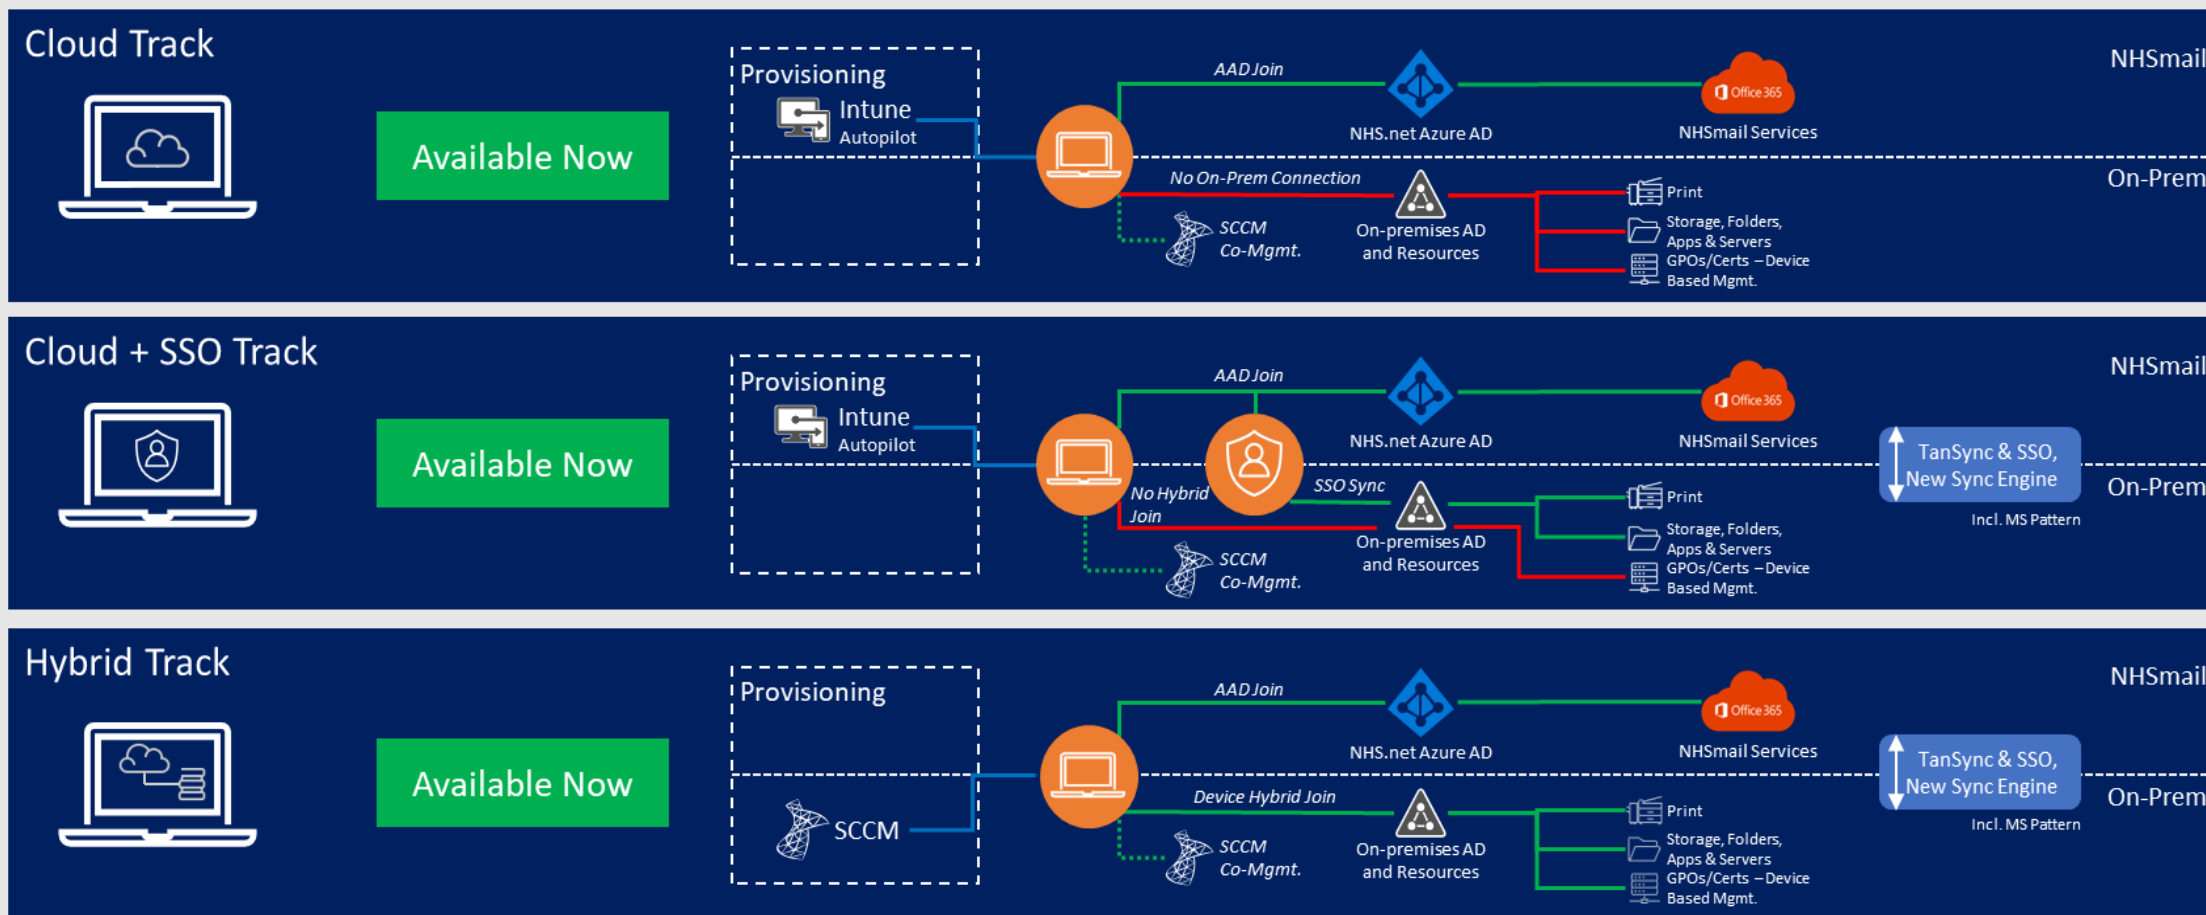 Cloud Track
Available Now
Provisioning
Intune
Autopilot
AAD Join
NHS.net Azure AD
Office 365
NHSmail Services
NHSmail
On-Prem
No On-Prem Connection
SCCM
Co-Mgmt.
On-premises AD
and Resources
Print
Storage, Folders,
Apps & Servers
GPOs/Certs – Device
Based Mgmt.
Cloud + SSO Track
Available Now
Provisioning
Intune
Autopilot
AAD Join
NHS.net Azure AD
Office 365
NHSmail Services
NHSmail
TanSync & SSO,
New Sync Engine
Incl. MS Pattern
On-Prem
No Hybrid
Join
SSO Sync
SCCM
Co-Mgmt.
On-premises AD
and Resources
Print
Storage, Folders,
Apps & Servers
GPOs/Certs – Device
Based Mgmt.
Hybrid Track
Available Now
Provisioning
SCCM
AAD Join
NHS.net Azure AD
Office 365
NHSmail Services
NHSmail
TanSync & SSO,
New Sync Engine
Incl. MS Pattern
On-Prem
Device Hybrid Join
SCCM
Co-Mgmt.
On-premises AD
and Resources
Print
Storage, Folders,
Apps & Servers
GPOs/Certs – Device
Based Mgmt.